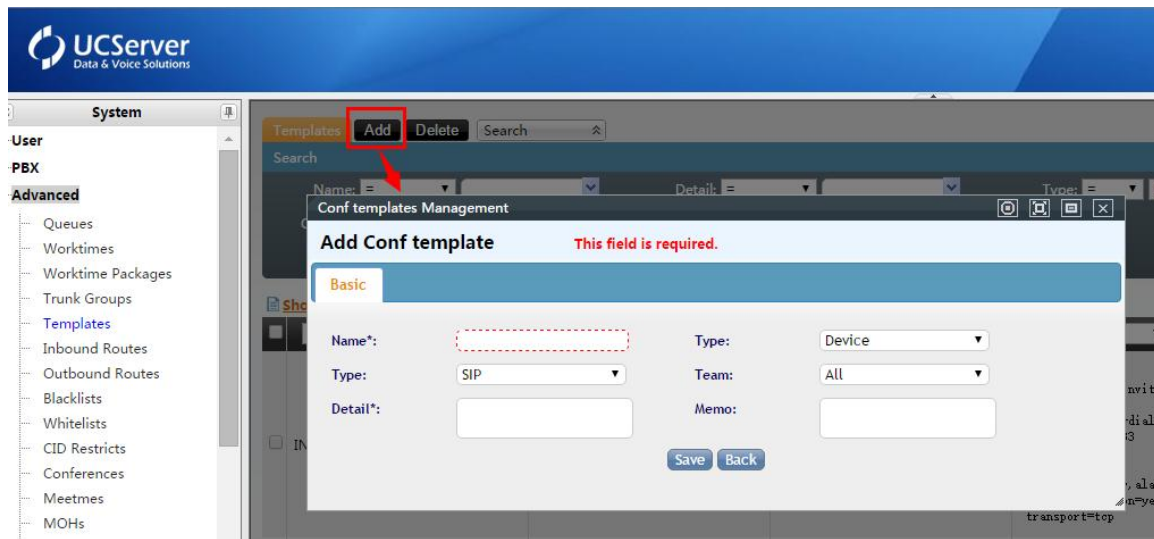 UCServer
Data & Voice Solutions
System
User
PBX
Advanced
Queues
Worktimes
Worktime Packages
Trunk Groups
Templates
Inbound Routes
Outbound Routes
Blacklists
Whitelists
CID Restricts
Conferences
Meetmes
MOHs
Templates Add Delete Search
Search
Name: = Detail: = Type: =
Conf templates Management
Add Conf template This field is required.
Basic
Name*: Type: Device
Type: SIP Team: All
Detail*: Memo:
Save Back
transport=tcp